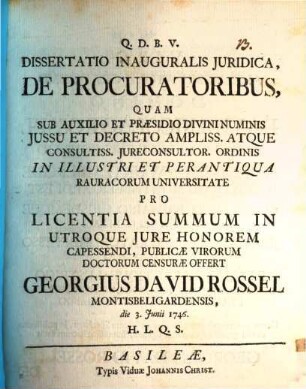 Q. D. B. V.
DISSERTATIO INAUGURALIS JURIDICA,
DE PROCURATORIBUS,
QUAM
SUB AUXILIO ET PRÆSIDIO DIVINI NUMINIS
JUSSU ET DECRETO AMPLISS. ATQUE
CONSULTISS. JURECONSULTOR. ORDINIS
IN ILLUSTRI ET PERANTIQUA
RAURACORUM UNIVERSITATE
PRO
LICENTIA SUMMUM IN
UTROQUE JURE HONOREM
CAPESSENDI, PUBLICÆ VIRORUM
DOCTORUM CENSURÆ OFFERT
GEORGIUS DAVID ROSSEL
MONTISBELIGARDENSIS,
die 3. Junii 1746.
H. L. Q. S.
BASILEÆ,
Typis Viduæ JOHANNIS CHRIST.